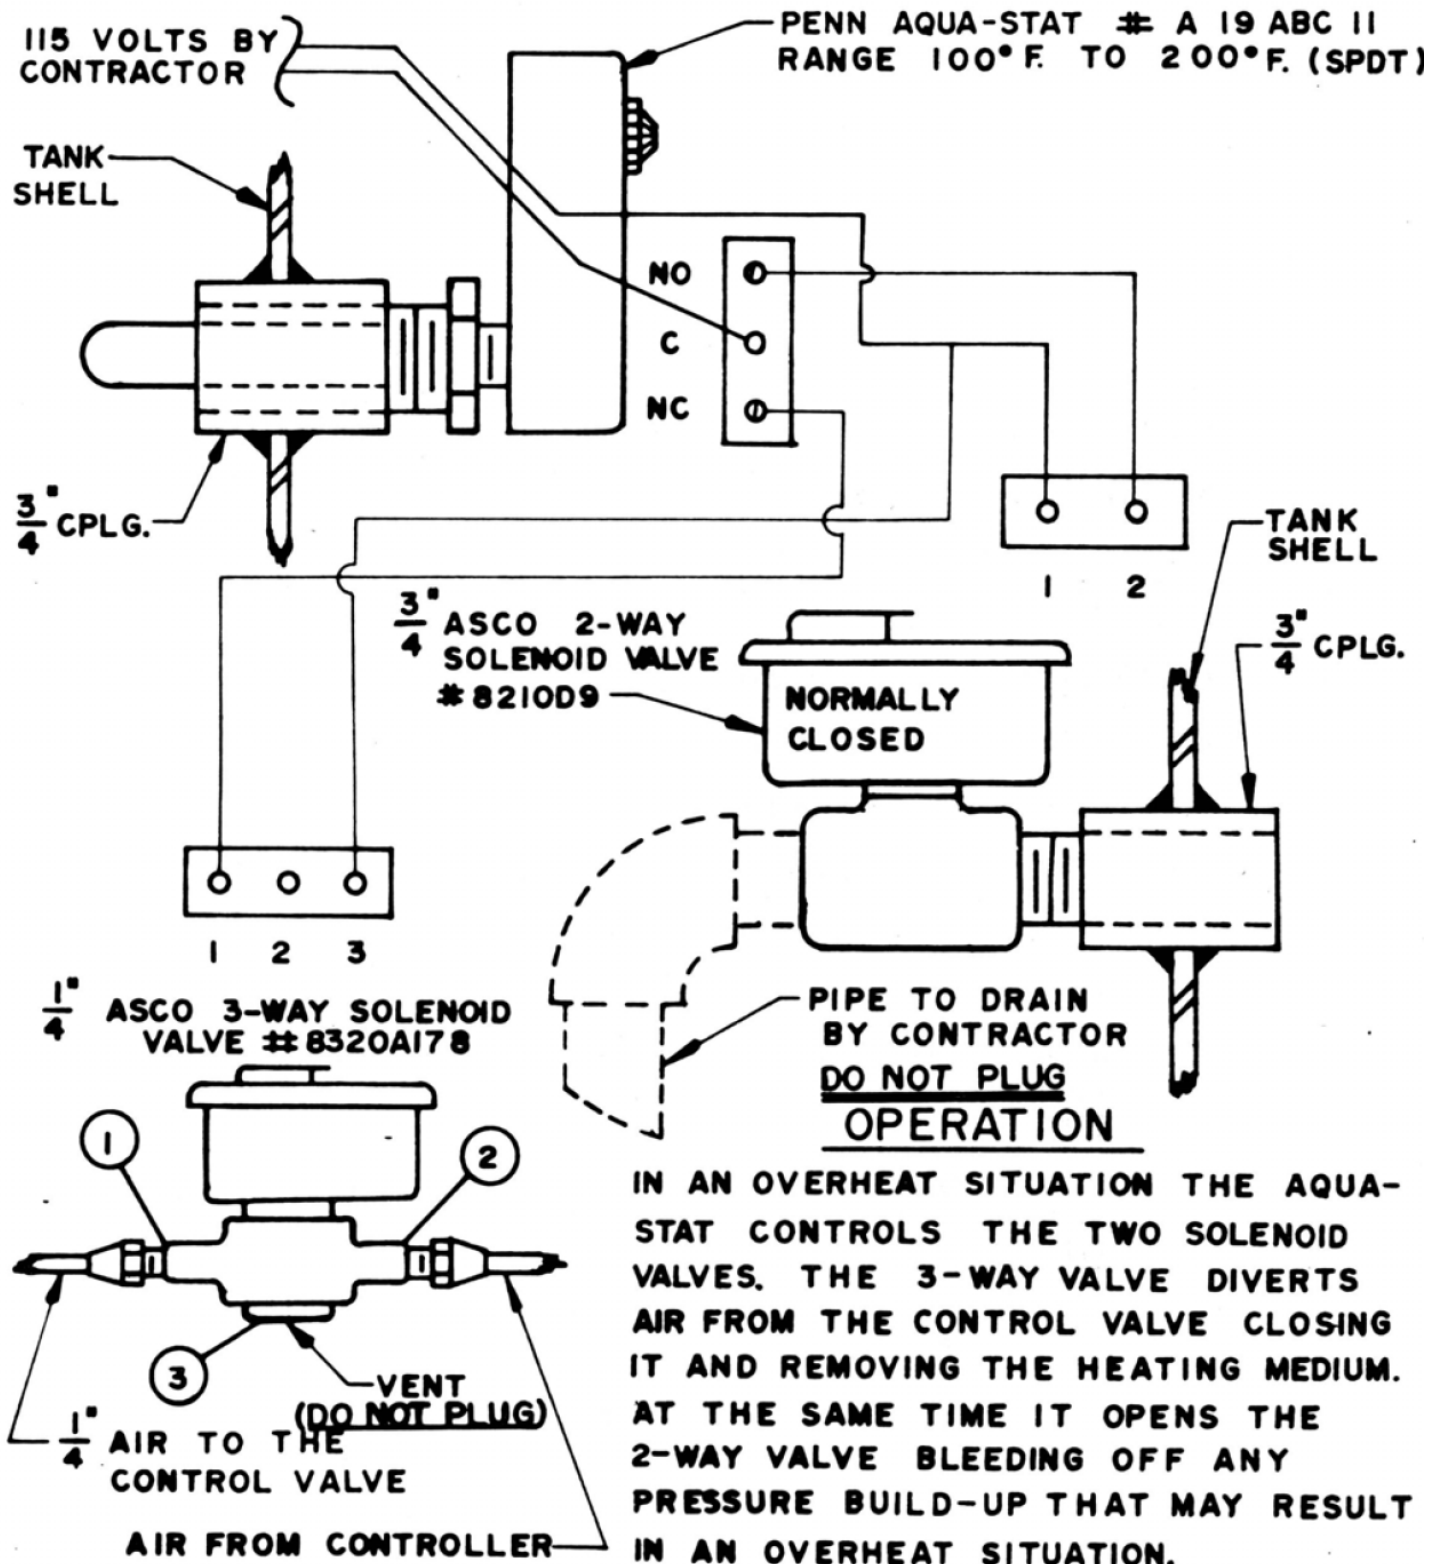 115 VOLTS BY
CONTRACTOR
PENN AQUA-STAT # A 19 ABC 11
RANGE 100°F. TO 200°F. (SPDT)
TANK
SHELL
NO
C
NC
3/4" CPLG.
1 2
TANK
SHELL
3/4" CPLG.
3/4" ASCO 2-WAY
SOLENOID VALVE
#8210D9
NORMALLY
CLOSED
1 2 3
1/4" ASCO 3-WAY SOLENOID
VALVE #8320A178
PIPE TO DRAIN
BY CONTRACTOR
DO NOT PLUG
1
2
3
VENT
(DO NOT PLUG)
1/4" AIR TO THE
CONTROL VALVE
AIR FROM CONTROLLER
OPERATION
IN AN OVERHEAT SITUATION THE AQUA-
STAT CONTROLS THE TWO SOLENOID
VALVES. THE 3-WAY VALVE DIVERTS
AIR FROM THE CONTROL VALVE CLOSING
IT AND REMOVING THE HEATING MEDIUM.
AT THE SAME TIME IT OPENS THE
2-WAY VALVE BLEEDING OFF ANY
PRESSURE BUILD-UP THAT MAY RESULT
IN AN OVERHEAT SITUATION.